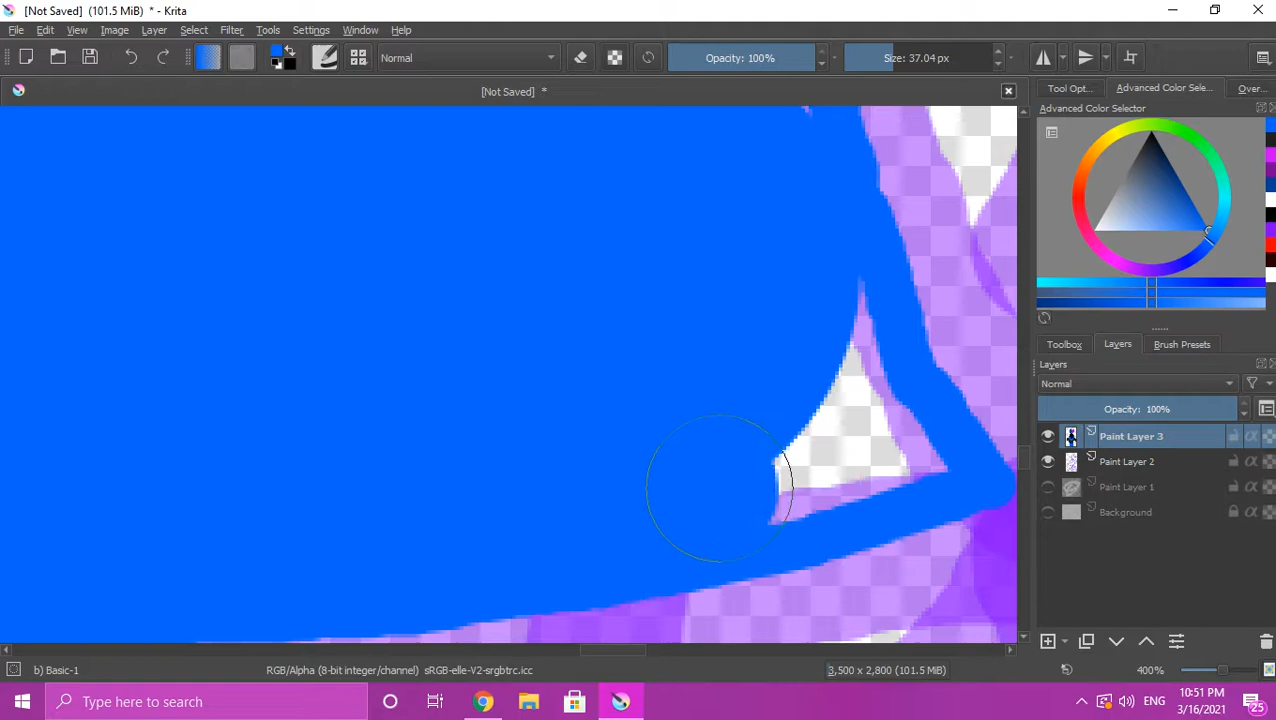 [Not Saved] (101.5 MiB) * - Krita
File Edit View Image Layer Select Filter Tools Settings Window Help
Normal
Opacity: 100%
Size: 37.04 px
[Not Saved] *
Tool Opt... Advanced Color Sele... Over...
Advanced Color Selector
Toolbox Layers Brush Presets
Layers
Normal
Opacity: 100%
Paint Layer 3
Paint Layer 2
Paint Layer 1
Background
b) Basic-1 RGB/Alpha (8-bit integer/channel) sRGB-elle-V2-srgbtrc.icc 3,500 x 2,800 (101.5 MiB) 400%
Type here to search
ENG
10:51 PM
3/16/2021
25